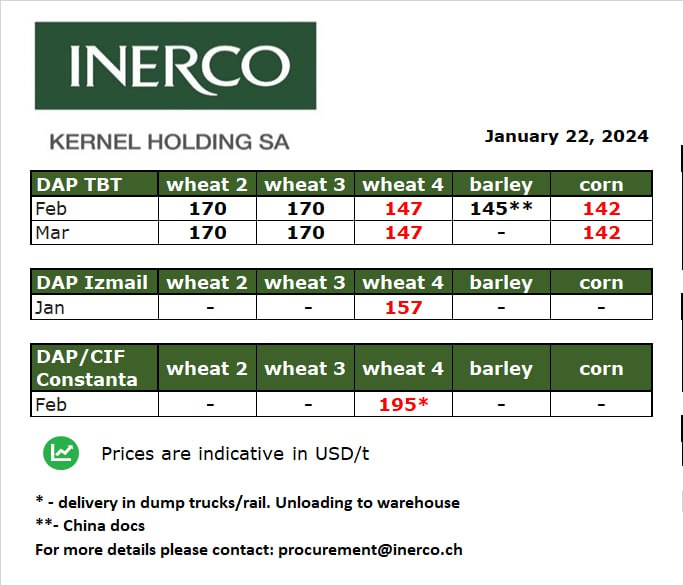 INERCO
KERNEL HOLDING SA
January 22, 2024
DAP TBT wheat 2 wheat 3 wheat 4 barley corn
Feb 170 170 147 145** 142
Mar 170 170 147 - 142
DAP Izmail wheat 2 wheat 3 wheat 4 barley corn
Jan - - 157 - -
DAP/CIF
Constanta wheat 2 wheat 3 wheat 4 barley corn
Feb - - 195* - -
Prices are indicative in USD/t
* - delivery in dump trucks/rail. Unloading to warehouse
**- China docs
For more details please contact: procurement@inerco.ch